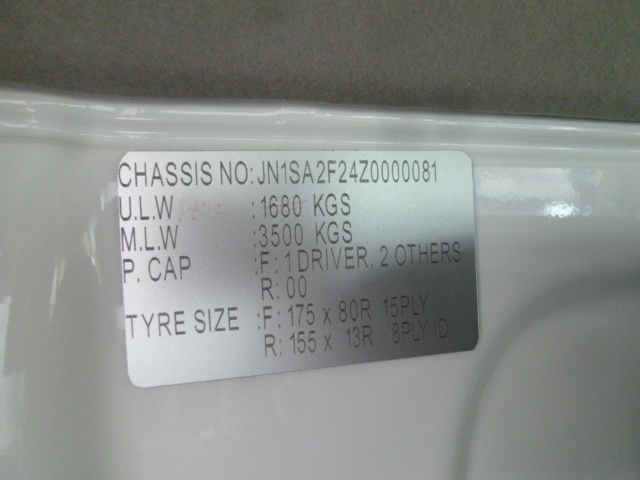 CHASSIS NO: JN1SA2F24Z0000081
U.L.W :1680 KGS
M.L.W :3500 KGS
P. CAP :F: 1 DRIVER. 2 OTHERS
R: 00
TYRE SIZE :F: 175 x 80R 15PLY
R: 155 x 13R 8PLY /D